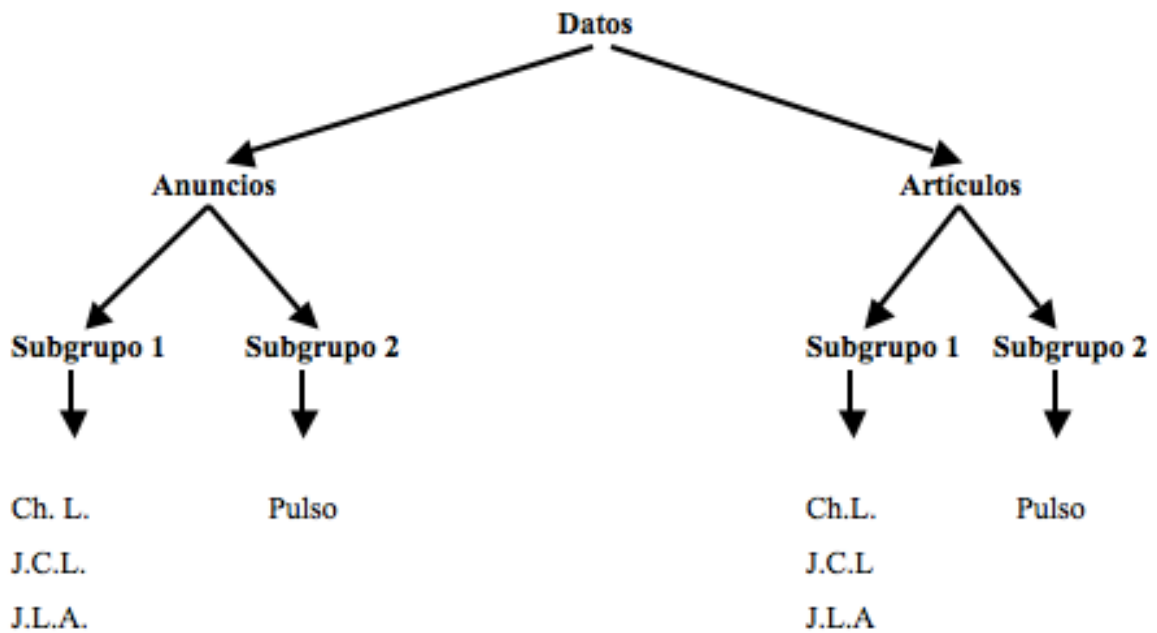 Datos
Anuncios Artículos
Subgrupo 1 Subgrupo 2 Subgrupo 1 Subgrupo 2
Ch. L. Pulso Ch.L. Pulso
J.C.L. J.C.L
J.L.A. J.L.A